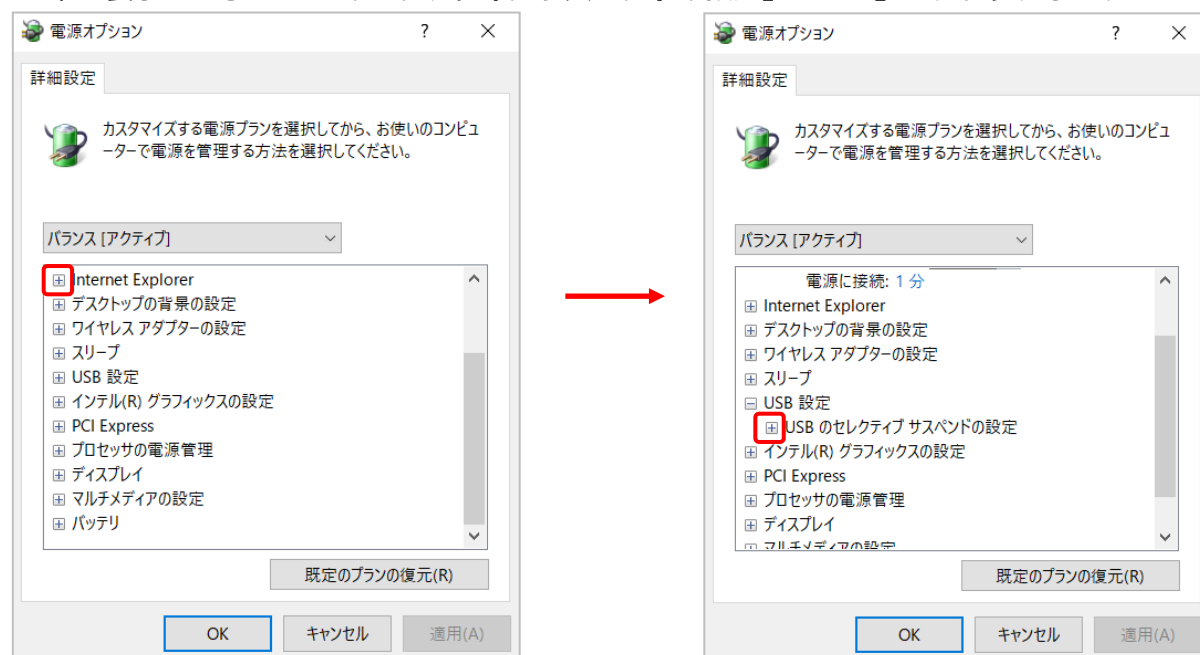 電源オプション
詳細設定
カスタマイズする電源プランを選択してから、お使いのコンピュ
ーターで電源を管理する方法を選択してください。
バランス [アクティブ]
Internet Explorer
デスクトップの背景の設定
ワイヤレス アダプターの設定
スリープ
USB 設定
インテル(R) グラフィックスの設定
PCI Express
プロセッサの電源管理
ディスプレイ
マルチメディアの設定
バッテリ
既定のプランの復元(R)
OK
キャンセル
適用(A)
電源オプション
詳細設定
カスタマイズする電源プランを選択してから、お使いのコンピュ
ーターで電源を管理する方法を選択してください。
バランス [アクティブ]
電源に接続: 1 分
Internet Explorer
デスクトップの背景の設定
ワイヤレス アダプターの設定
スリープ
USB 設定
USB のセレクティブ サスペンドの設定
インテル(R) グラフィックスの設定
PCI Express
プロセッサの電源管理
ディスプレイ
マルチメディアの設定
既定のプランの復元(R)
OK
キャンセル
適用(A)